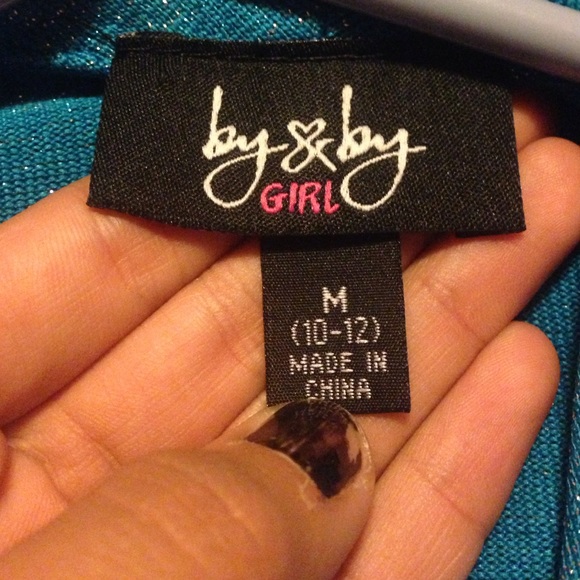 by & by
GIRL
M
(10-12)
MADE IN
CHINA